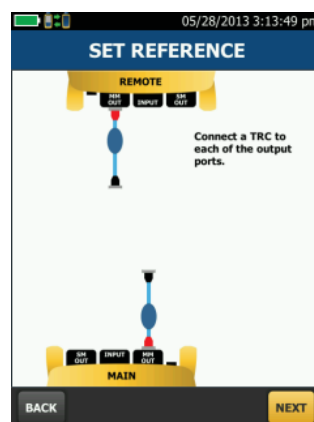 05/28/2013 3:13:49 pm
SET REFERENCE
REMOTE
MM OUT
INPUT
SM OUT
Connect a TRC to
each of the output
ports.
SM OUT
INPUT
MM OUT
MAIN
BACK
NEXT